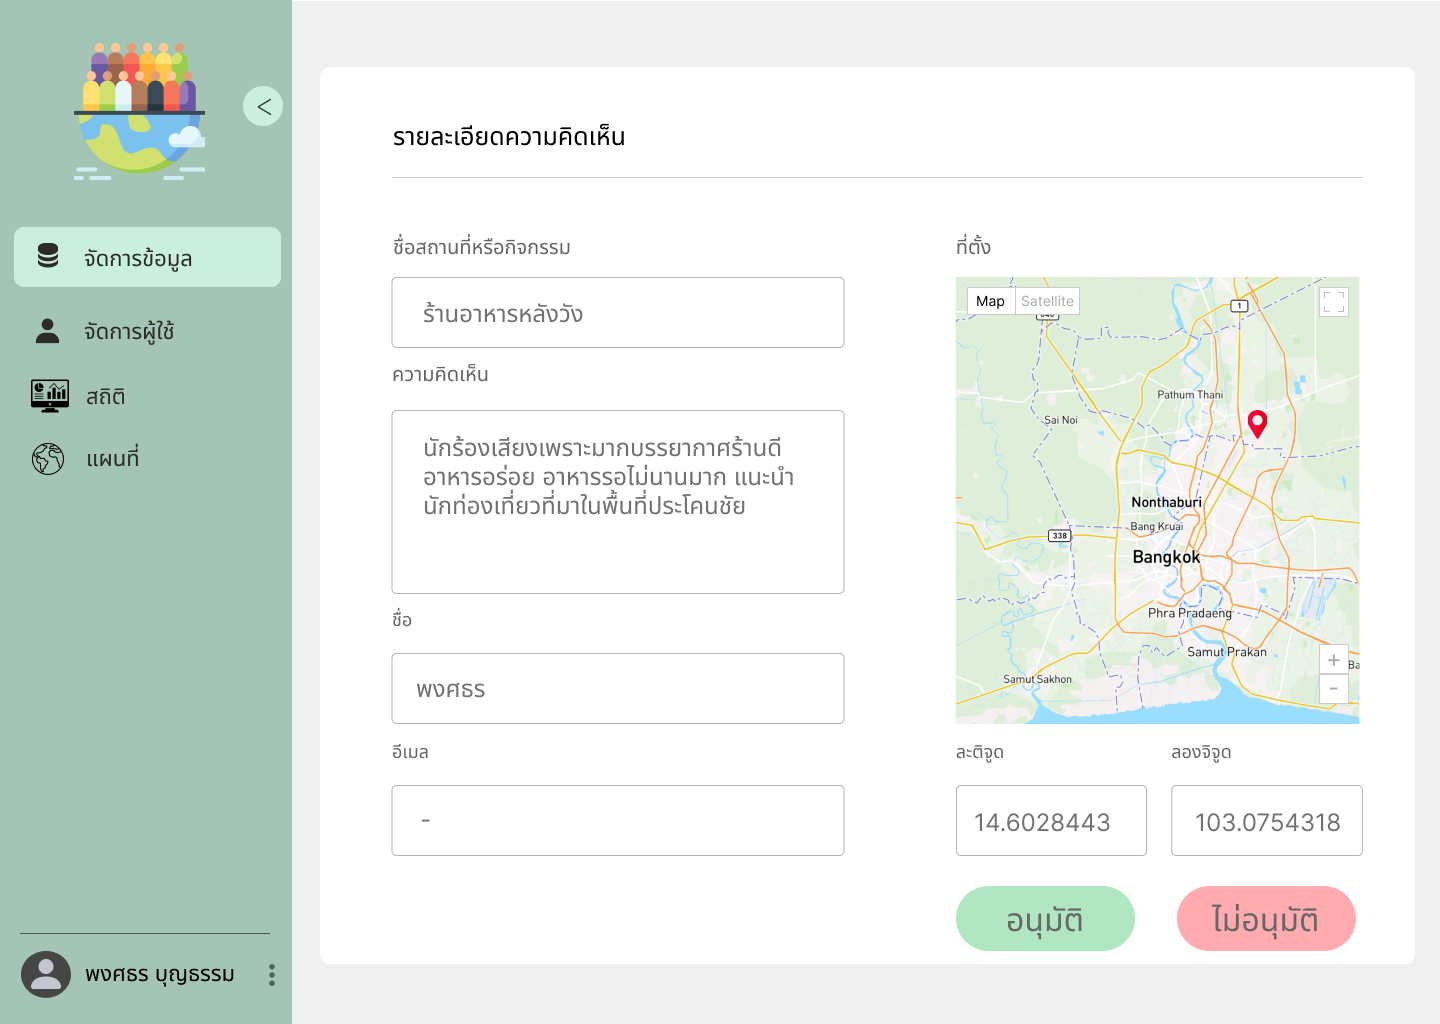 <
จัดการข้อมูล
จัดการผู้ใช้
สถิติ
แผนที่
พงศธร บุญธรรม
รายละเอียดความคิดเห็น
ชื่อสถานที่หรือกิจกรรม
ร้านอาหารหลังวัง
ความคิดเห็น
นักร้องเสียงเพราะมากบรรยากาศร้านดี
อาหารอร่อย อาหารรอไม่นานมาก แนะนำ
นักท่องเที่ยวที่มาในพื้นที่ประโคนชัย
ชื่อ
พงศธร
อีเมล
-
ที่ตั้ง
Map
Satellite
1
Pathum Thani
Sai Noi
Nonthaburi
Bang Kruai
338
Bangkok
Phra Pradaeng
Samut Prakan
Ba
Samut Sakhon
+
-
ละติจูด
ลองจิจูด
14.6028443
103.0754318
อนุมัติ
ไม่อนุมัติ